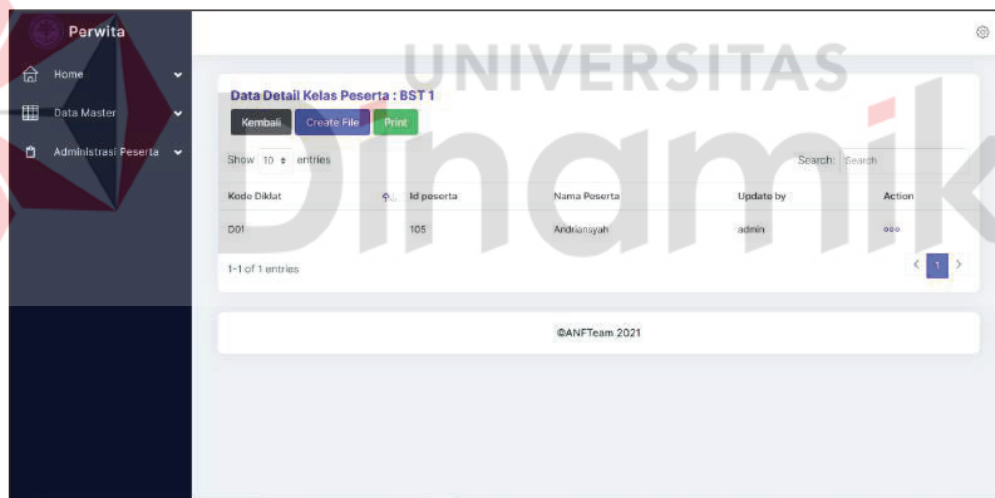 Perwita
Home
Data Master
Administrasi Peserta
UNIVERSITAS
Dinamik
Data Detail Kelas Peserta : BST 1
Kembali Create File Print
Show 10 entries Search: Search
Kode Diklat Id peserta Nama Peserta Update by Action
D01 105 Andriansyah admin
1-1 of 1 entries < 1 >
©ANFTeam 2021